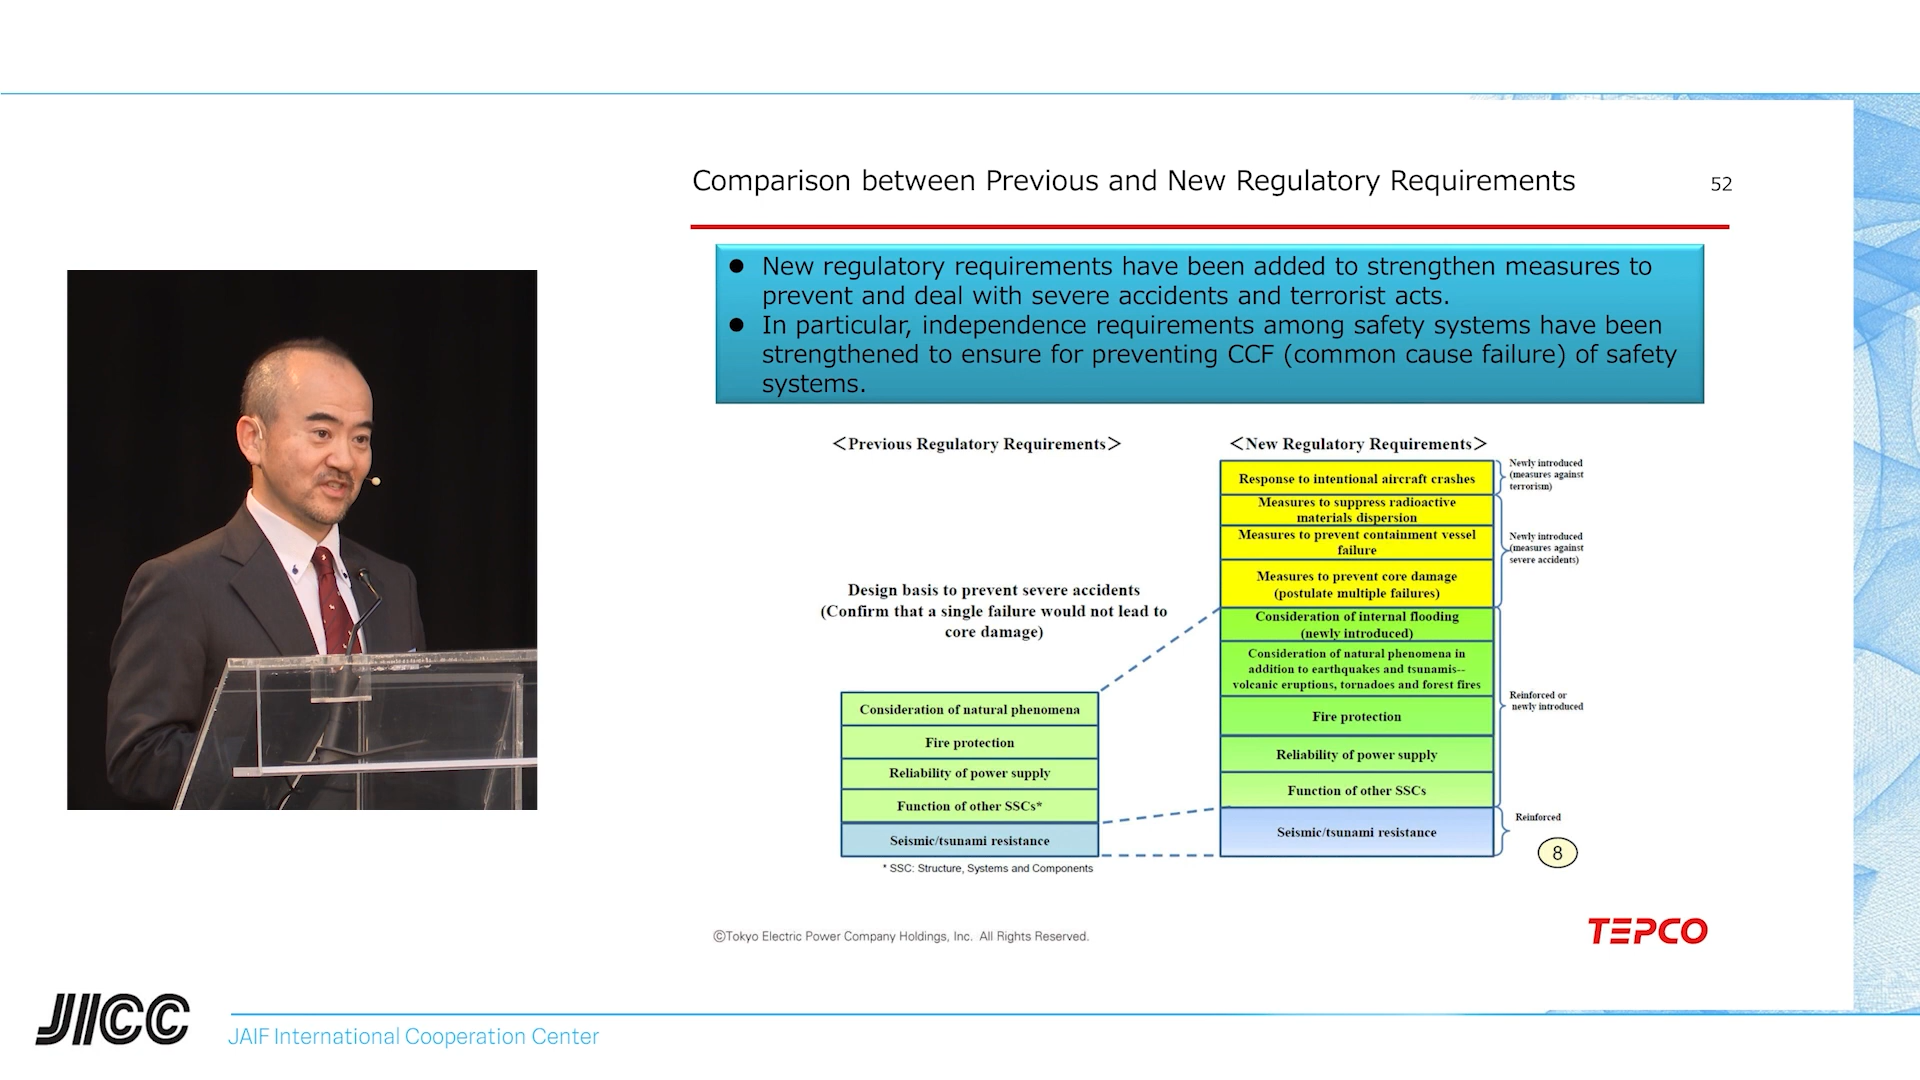 Comparison between Previous and New Regulatory Requirements
52
● New regulatory requirements have been added to strengthen measures to
prevent and deal with severe accidents and terrorist acts.
● In particular, independence requirements among safety systems have been
strengthened to ensure for preventing CCF (common cause failure) of safety
systems.
<Previous Regulatory Requirements>
Design basis to prevent severe accidents
(Confirm that a single failure would not lead to
core damage)
Consideration of natural phenomena
Fire protection
Reliability of power supply
Function of other SSCs*
Seismic/tsunami resistance
* SSC: Structure, Systems and Components
<New Regulatory Requirements>
Response to intentional aircraft crashes
Measures to suppress radioactive
materials dispersion
Measures to prevent containment vessel
failure
Measures to prevent core damage
(postulate multiple failures)
Consideration of internal flooding
(newly introduced)
Consideration of natural phenomena in
addition to earthquakes and tsunamis--
volcanic eruptions, tornadoes and forest fires
Fire protection
Reliability of power supply
Function of other SSCs
Seismic/tsunami resistance
Newly introduced
(measures against
terrorism)
Newly introduced
(measures against
severe accidents)
Reinforced or
newly introduced
Reinforced
8
©Tokyo Electric Power Company Holdings, Inc. All Rights Reserved.
TEPCO
JICC
JAIF International Cooperation Center